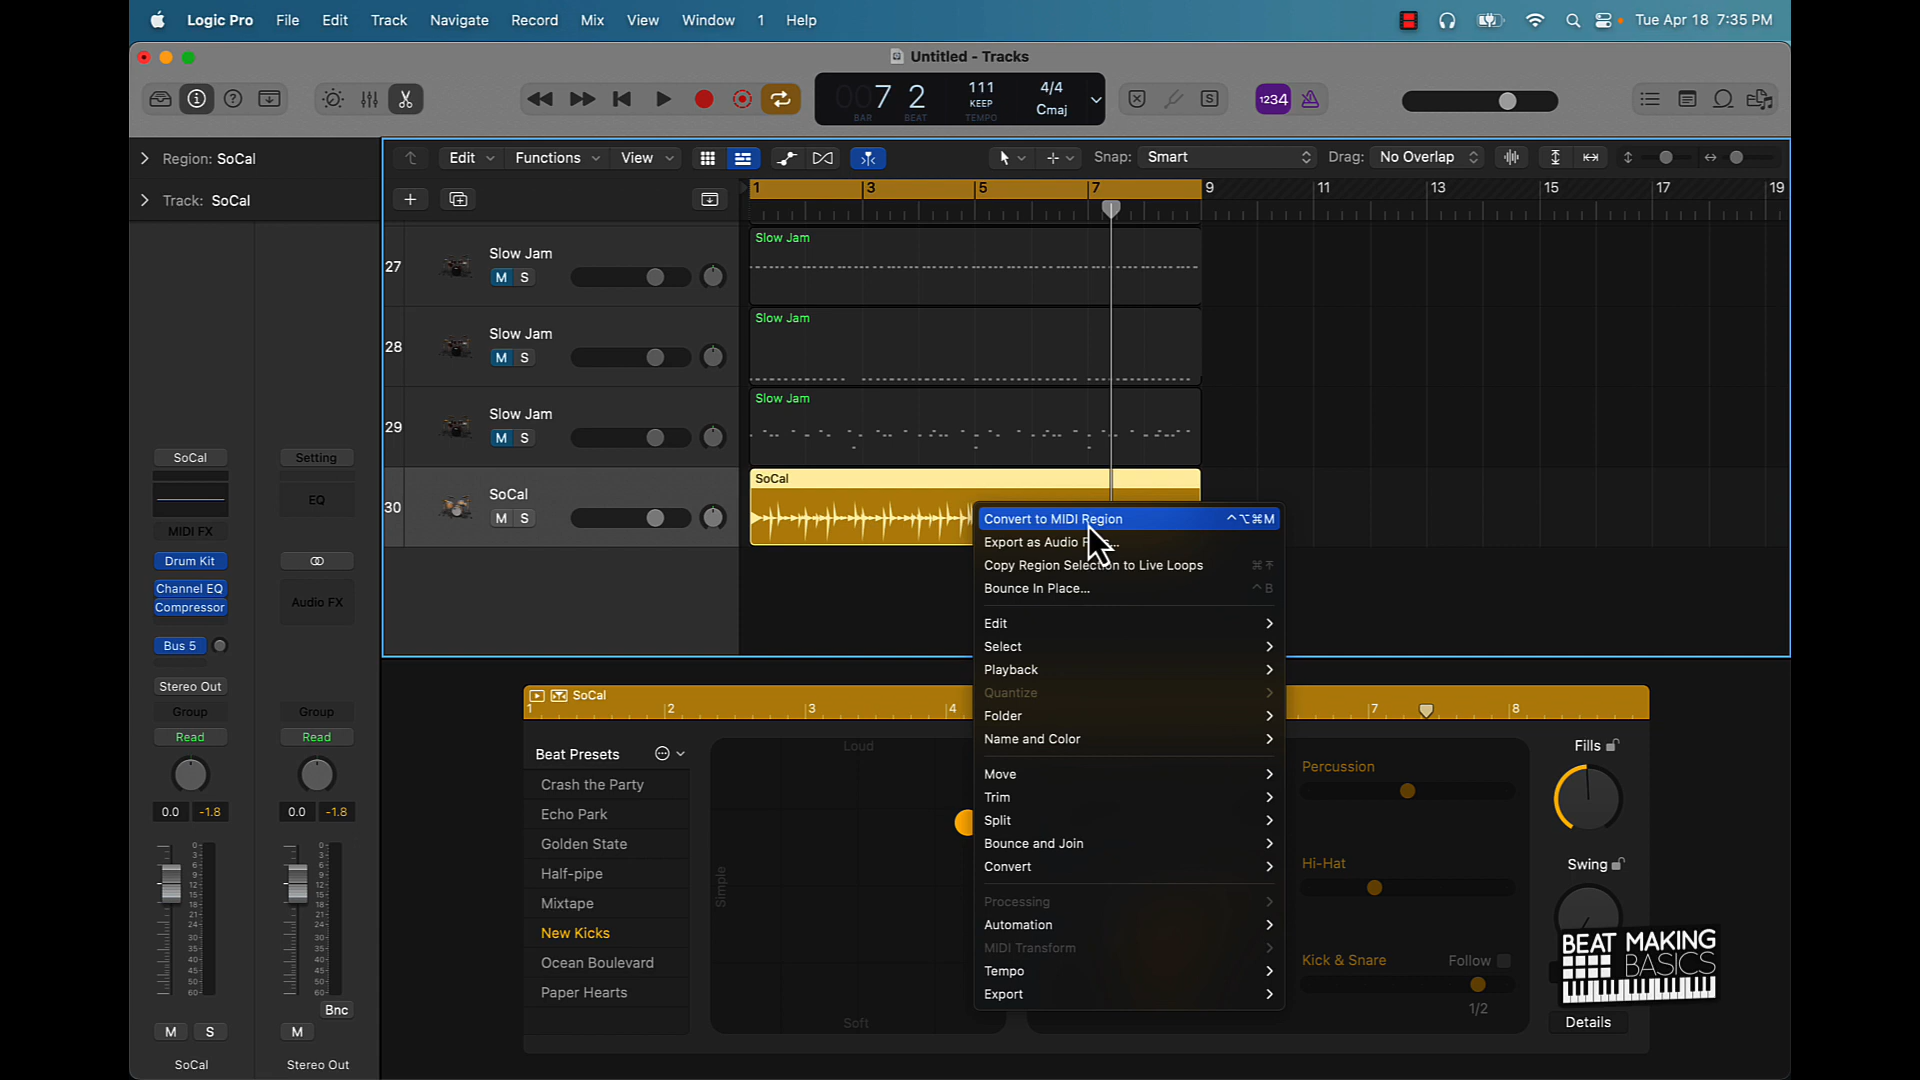 Logic Pro File Edit Track Navigate Record Mix View Window 1 Help Tue Apr 18 7:35 PM
Untitled - Tracks
007 2 111 4/4
KEEP Cmaj
BAR BEAT TEMPO
1234
Region: SoCal
Edit Functions View Snap: Smart Drag: No Overlap
Track: SoCal
1 3 5 7 9 11 13 15 17 19
27 Slow Jam
M S
Slow Jam
28 Slow Jam
M S
Slow Jam
29 Slow Jam
M S
Slow Jam
30 SoCal
M S
SoCal
Convert to MIDI Region ^⌥⌘M
Export as Audio
Copy Region Selection to Live Loops
Bounce In Place... ^B
Edit
Select
Playback
Quantize
Folder
Name and Color
Move
Trim
Split
Bounce and Join
Convert
Processing
Automation
MIDI Transform
Tempo
Export
SoCal Setting
EQ
MIDI FX
Drum Kit
Channel EQ
Compressor
Audio FX
Bus 5
Stereo Out
Group Group
Read Read
0.0 -1.8 0.0 -1.8
Bnc
M S M
SoCal Stereo Out
SoCal
1 2 3 4 7 8
Beat Presets
Crash the Party
Echo Park
Golden State
Half-pipe
Mixtape
New Kicks
Ocean Boulevard
Paper Hearts
Loud
Simple
Soft
Percussion
Hi-Hat
Kick & Snare Follow
1/2
Fills
Swing
Details
BEAT MAKING
BASICS